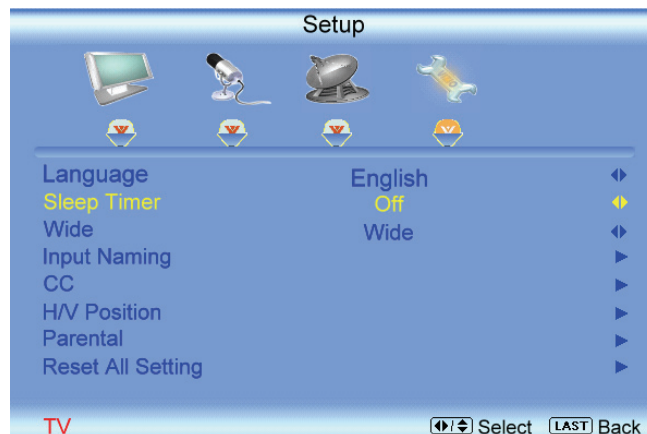 Setup
Language English
Sleep Timer Off
Wide Wide
Input Naming
CC
H/V Position
Parental
Reset All Setting
TV Select LAST Back